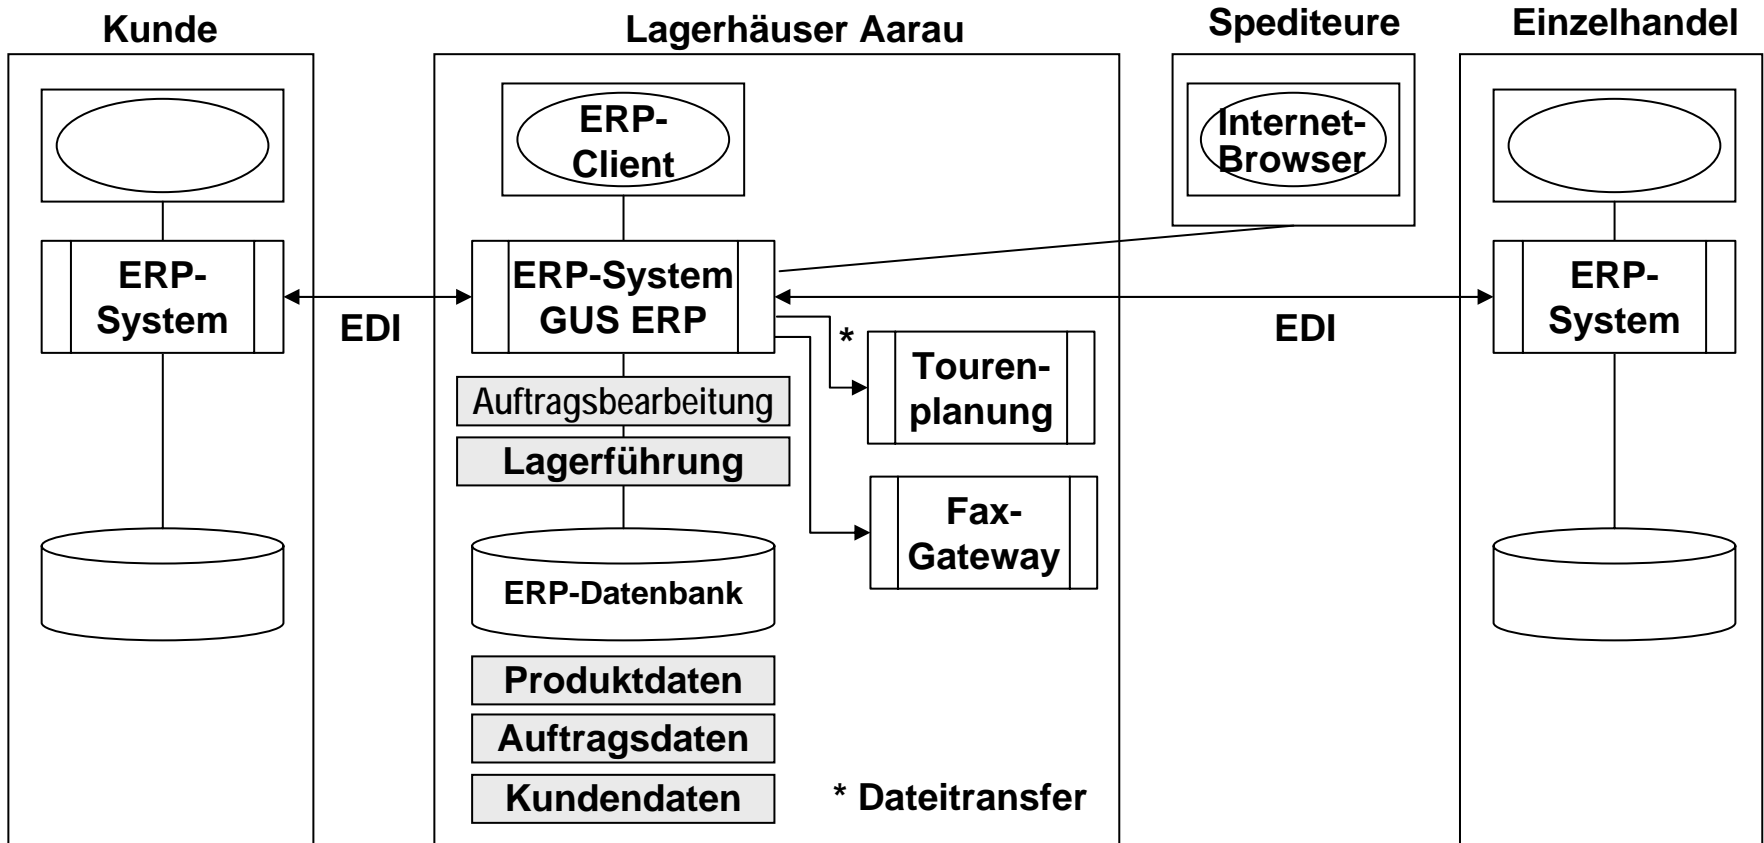 Kunde
Lagerhäuser Aarau
Spediteure
Einzelhandel
ERP-
Client
Internet-
Browser
ERP-
System
EDI
ERP-System
GUS ERP
EDI
ERP-
System
*
Touren-
planung
Auftragsbearbeitung
Lagerführung
Fax-
Gateway
ERP-Datenbank
Produktdaten
Auftragsdaten
Kundendaten
* Dateitransfer